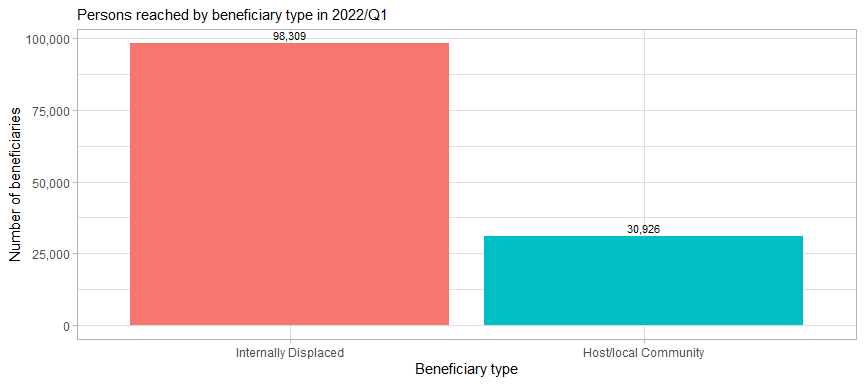 Persons reached by beneficiary type in 2022/Q1
Number of beneficiaries
100,000
75,000
50,000
25,000
0
98,309
30,926
Internally Displaced
Host/local Community
Beneficiary type